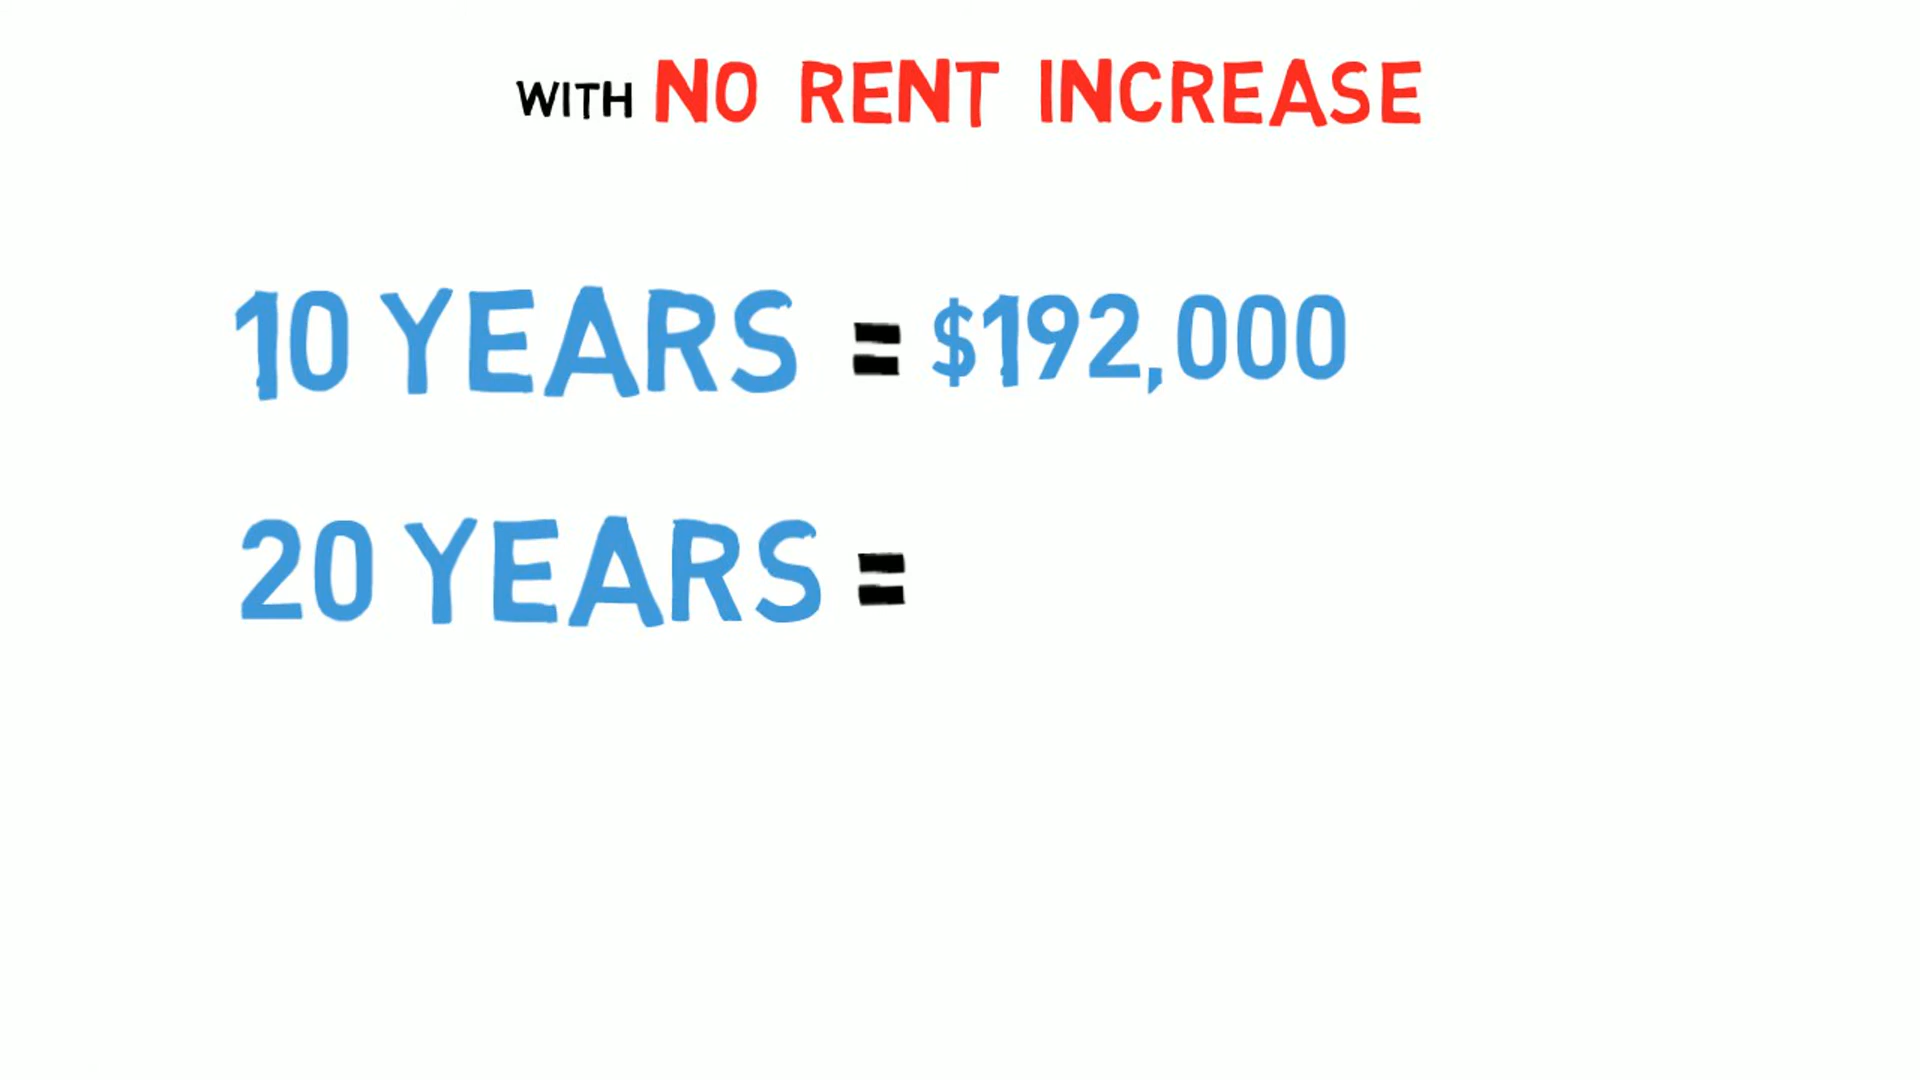 WITH NO RENT INCREASE
10 YEARS = $192,000
20 YEARS =